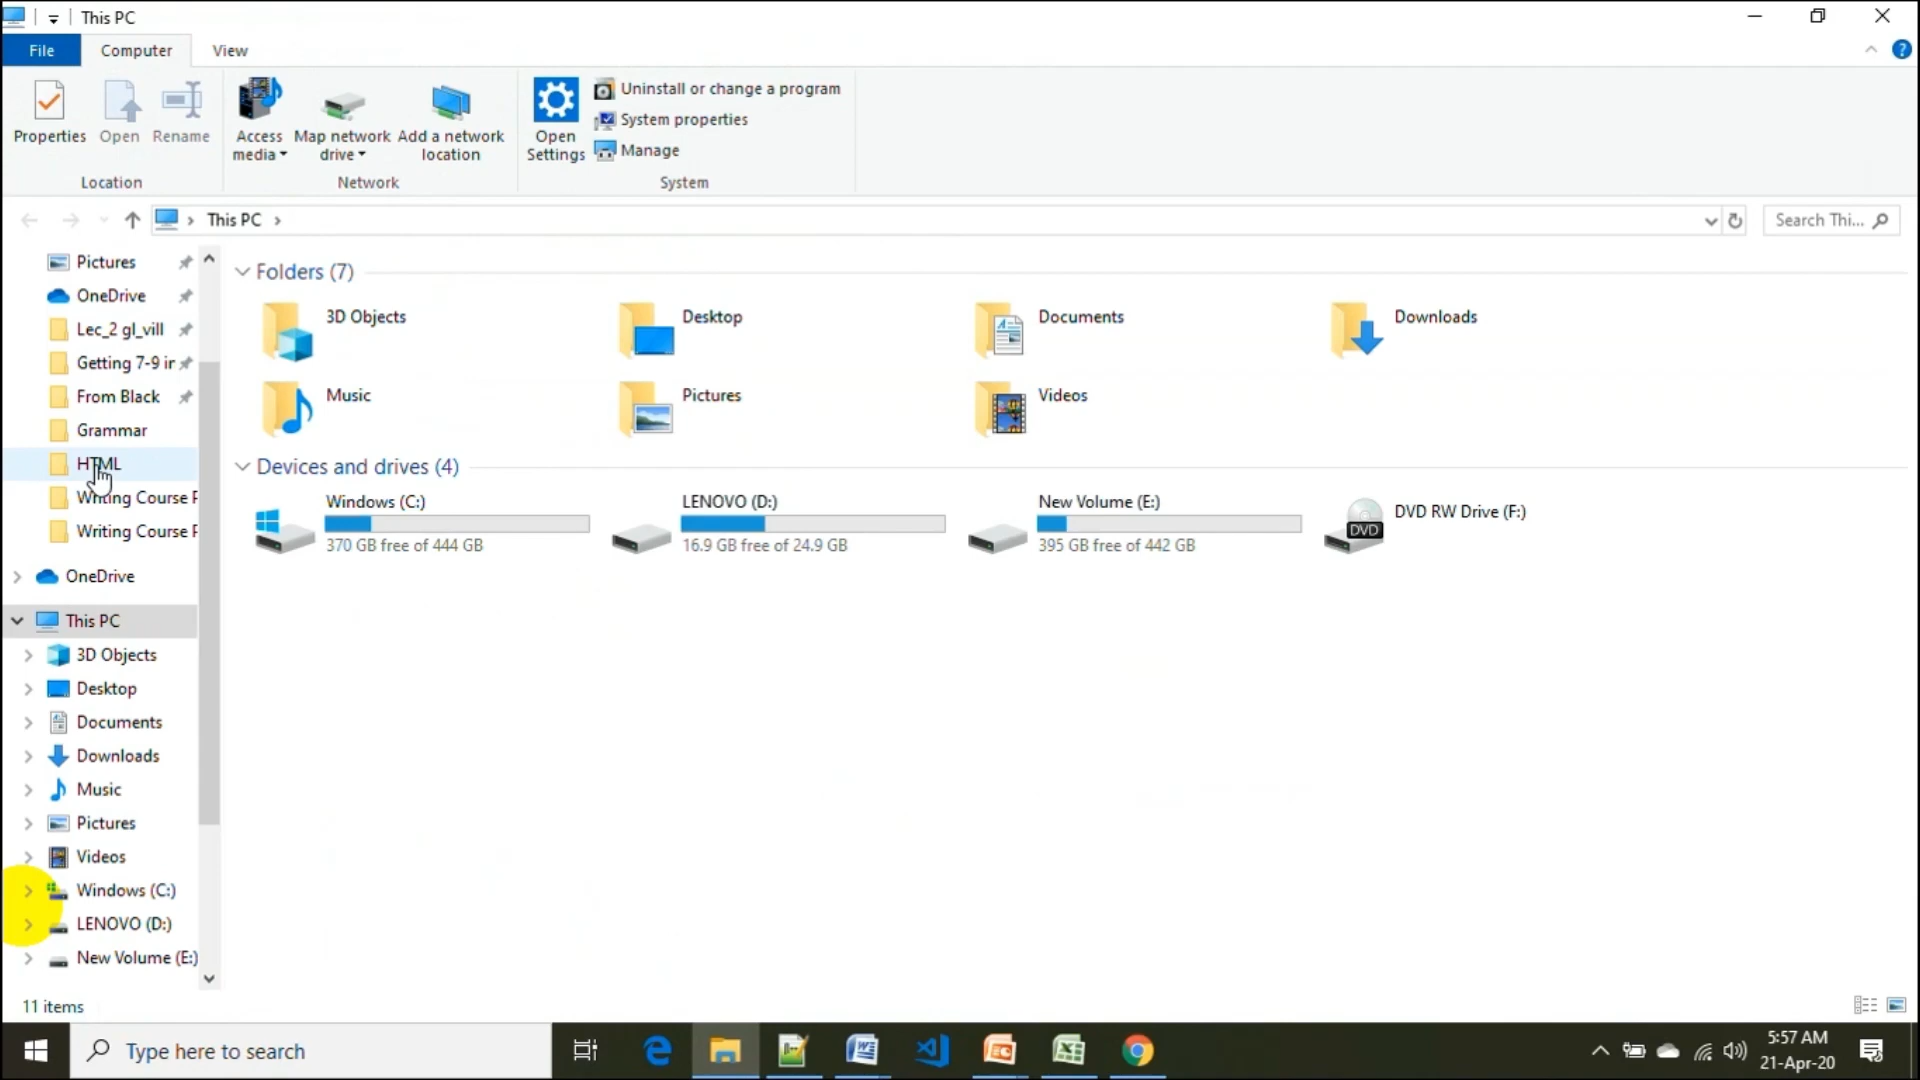 This PC
File Computer View
Properties Open Rename
Access media Map network drive Add a network location
Open Settings
Uninstall or change a program
System properties
Manage
Location Network System
This PC
Search Thi...
Pictures
OneDrive
Lec_2 gl_vill
Getting 7-9 ir
From Black
Grammar
HTML
Writing Course F
Writing Course F
OneDrive
This PC
3D Objects
Desktop
Documents
Downloads
Music
Pictures
Videos
Windows (C:)
LENOVO (D:)
New Volume (E:)
Folders (7)
3D Objects Desktop Documents Downloads
Music Pictures Videos
Devices and drives (4)
Windows (C:)
370 GB free of 444 GB
LENOVO (D:)
16.9 GB free of 24.9 GB
New Volume (E:)
395 GB free of 442 GB
DVD RW Drive (F:)
DVD
11 items
Type here to search
5:57 AM
21-Apr-20